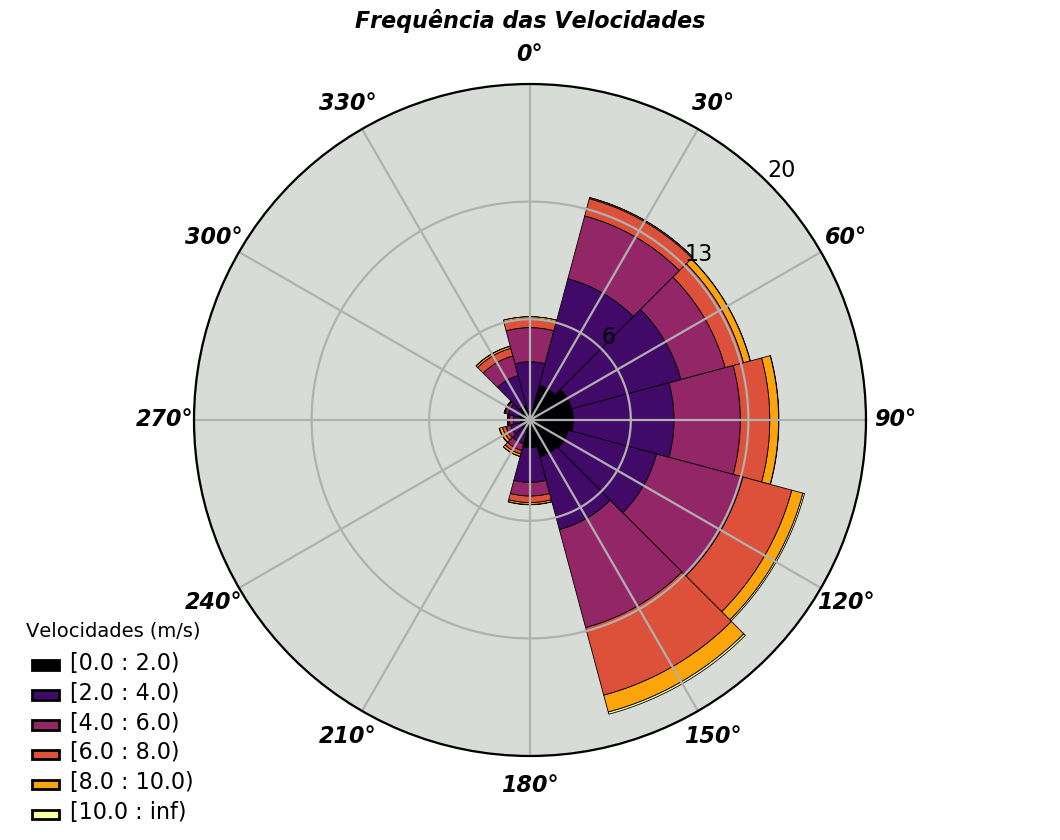 Frequência das Velocidades
0°
330°
30°
20
300°
60°
13
6
270°
90°
240°
120°
210°
150°
180°
Velocidades (m/s)
[0.0 : 2.0)
[2.0 : 4.0)
[4.0 : 6.0)
[6.0 : 8.0)
[8.0 : 10.0)
[10.0 : inf)